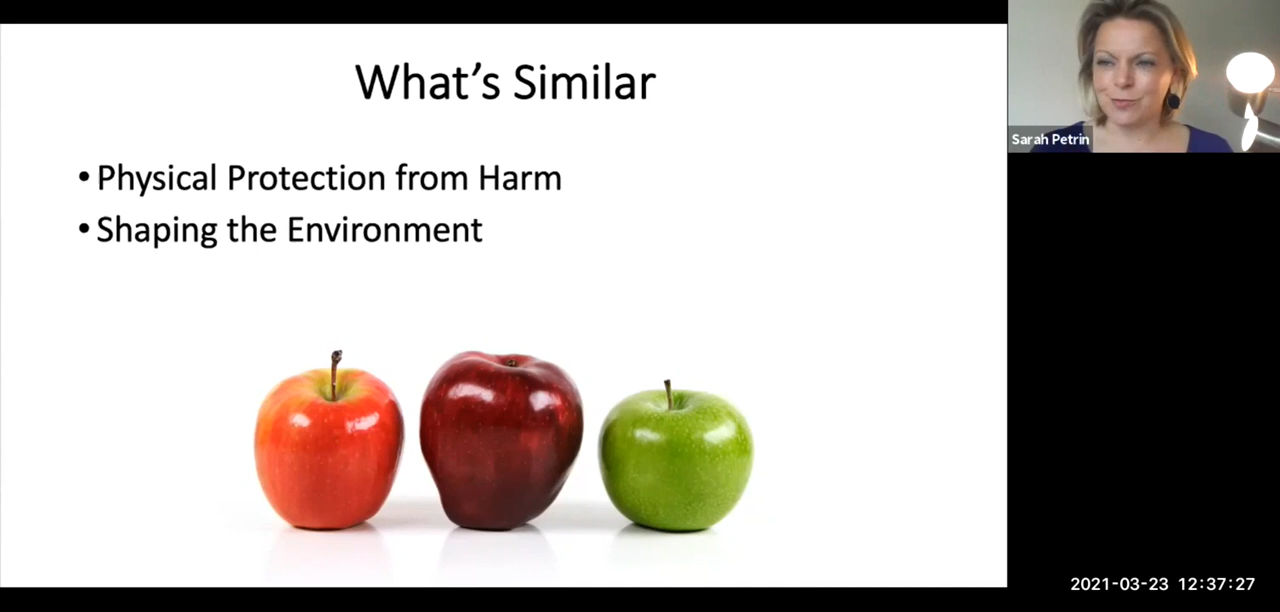 What's Similar
• Physical Protection from Harm
• Shaping the Environment
Sarah Petrin
2021-03-23 12:37:27